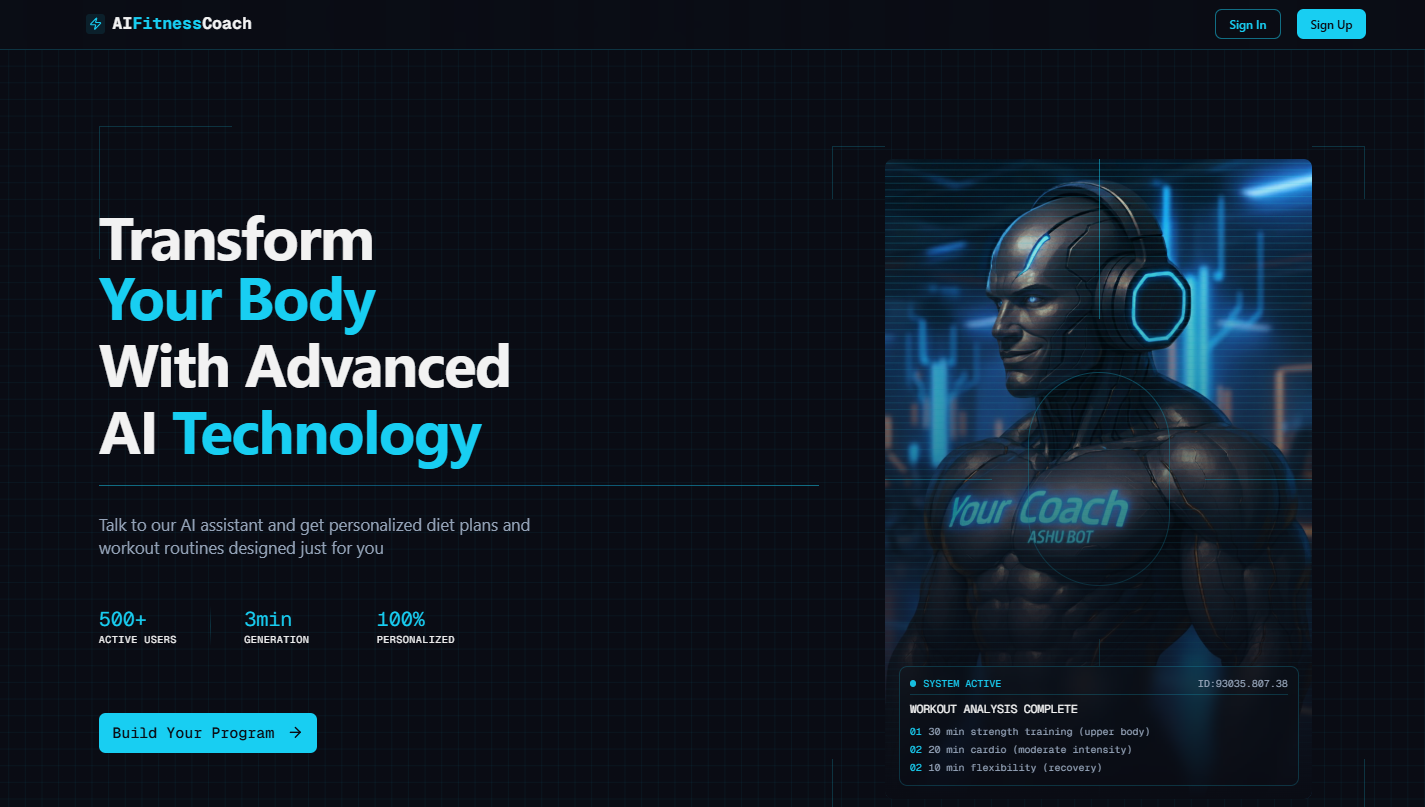 AIFitnessCoach
Sign In
Sign Up
Transform
Your Body
With Advanced
AI Technology
Talk to our AI assistant and get personalized diet plans and
workout routines designed just for you
500+
ACTIVE USERS
3min
GENERATION
100%
PERSONALIZED
Build Your Program →
Your Coach
ASHU BOT
SYSTEM ACTIVE
ID:93035.807.38
WORKOUT ANALYSIS COMPLETE
01 30 min strength training (upper body)
02 20 min cardio (moderate intensity)
02 10 min flexibility (recovery)